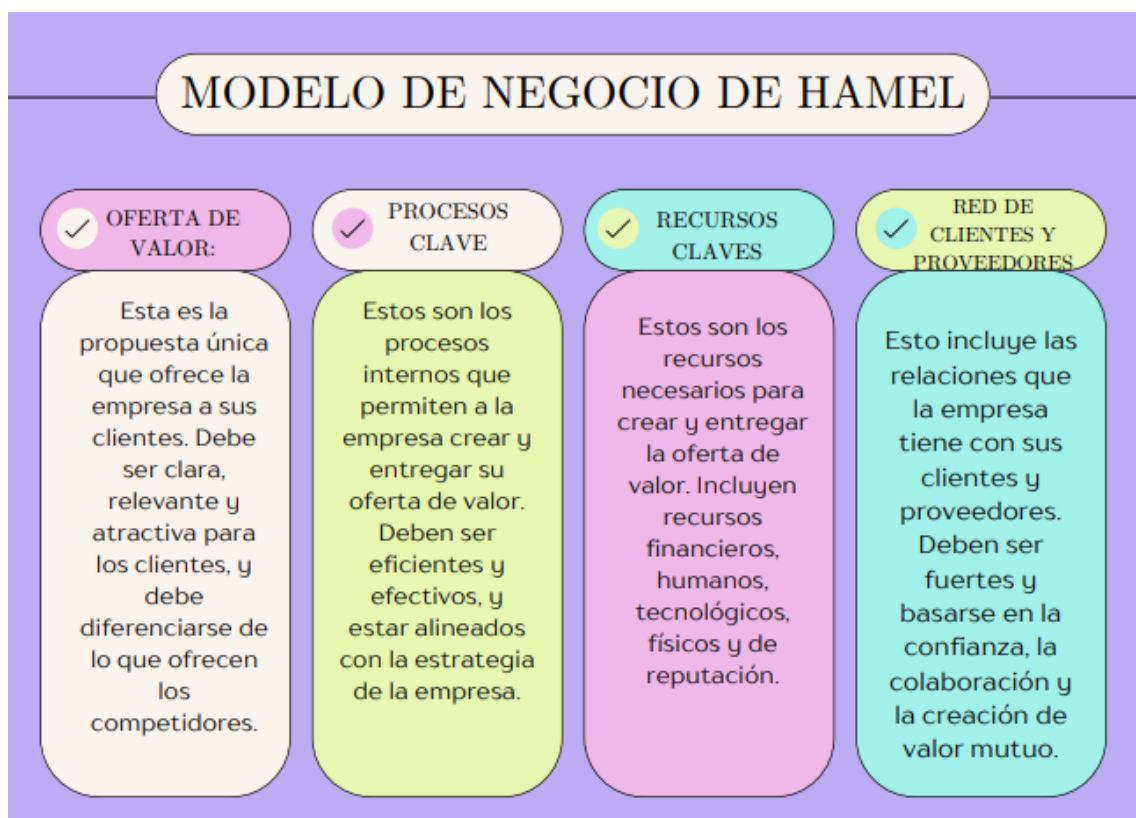 MODELO DE NEGOCIO DE HAMEL
OFERTA DE
VALOR:
Esta es la
propuesta única
que ofrece la
empresa a sus
clientes. Debe
ser clara,
relevante y
atractiva para
los clientes, y
debe
diferenciarse de
lo que ofrecen
los
competidores.
PROCESOS
CLAVE
Estos son los
procesos
internos que
permiten a la
empresa crear y
entregar su
oferta de valor.
Deben ser
eficientes y
efectivos, y
estar alineados
con la estrategia
de la empresa.
RECURSOS
CLAVES
Estos son los
recursos
necesarios para
crear y entregar
la oferta de
valor. Incluyen
recursos
financieros,
humanos,
tecnológicos,
físicos y de
reputación.
RED DE
CLIENTES Y
PROVEEDORES
Esto incluye las
relaciones que
la empresa
tiene con sus
clientes y
proveedores.
Deben ser
fuertes y
basarse en la
confianza, la
colaboración y
la creación de
valor mutuo.